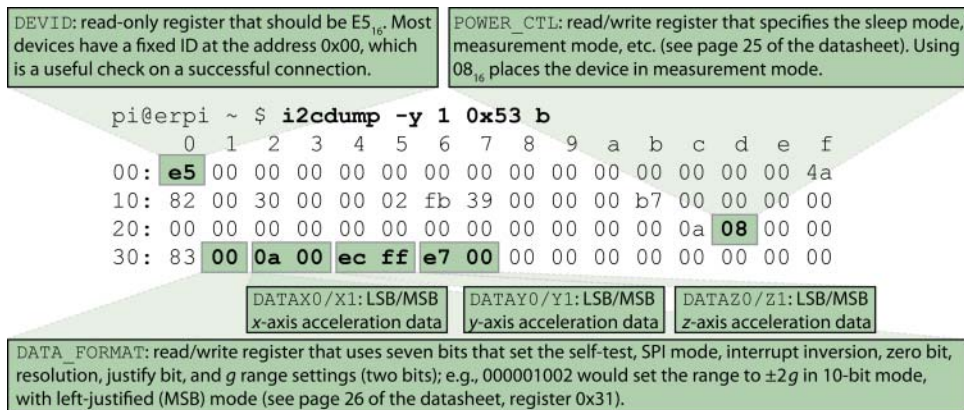 DEVID: read-only register that should be E5₁₆. Most
devices have a fixed ID at the address 0x00, which
is a useful check on a successful connection.
POWER_CTL: read/write register that specifies the sleep mode,
measurement mode, etc. (see page 25 of the datasheet). Using
08₁₆ places the device in measurement mode.
pi@erpi ~ $ i2cdump -y 1 0x53 b
0 1 2 3 4 5 6 7 8 9 a b c d e f
00: e5 00 00 00 00 00 00 00 00 00 00 00 00 00 00 4a
10: 82 00 30 00 00 02 fb 39 00 00 00 b7 00 00 00 00
20: 00 00 00 00 00 00 00 00 00 00 00 00 0a 08 00 00
30: 83 00 0a 00 ec ff e7 00 00 00 00 00 00 00 00 00
DATAX0/X1: LSB/MSB
x-axis acceleration data
DATAY0/Y1: LSB/MSB
y-axis acceleration data
DATAZ0/Z1: LSB/MSB
z-axis acceleration data
DATA_FORMAT: read/write register that uses seven bits that set the self-test, SPI mode, interrupt inversion, zero bit,
resolution, justify bit, and g range settings (two bits); e.g., 000001002 would set the range to ±2g in 10-bit mode,
with left-justified (MSB) mode (see page 26 of the datasheet, register 0x31).